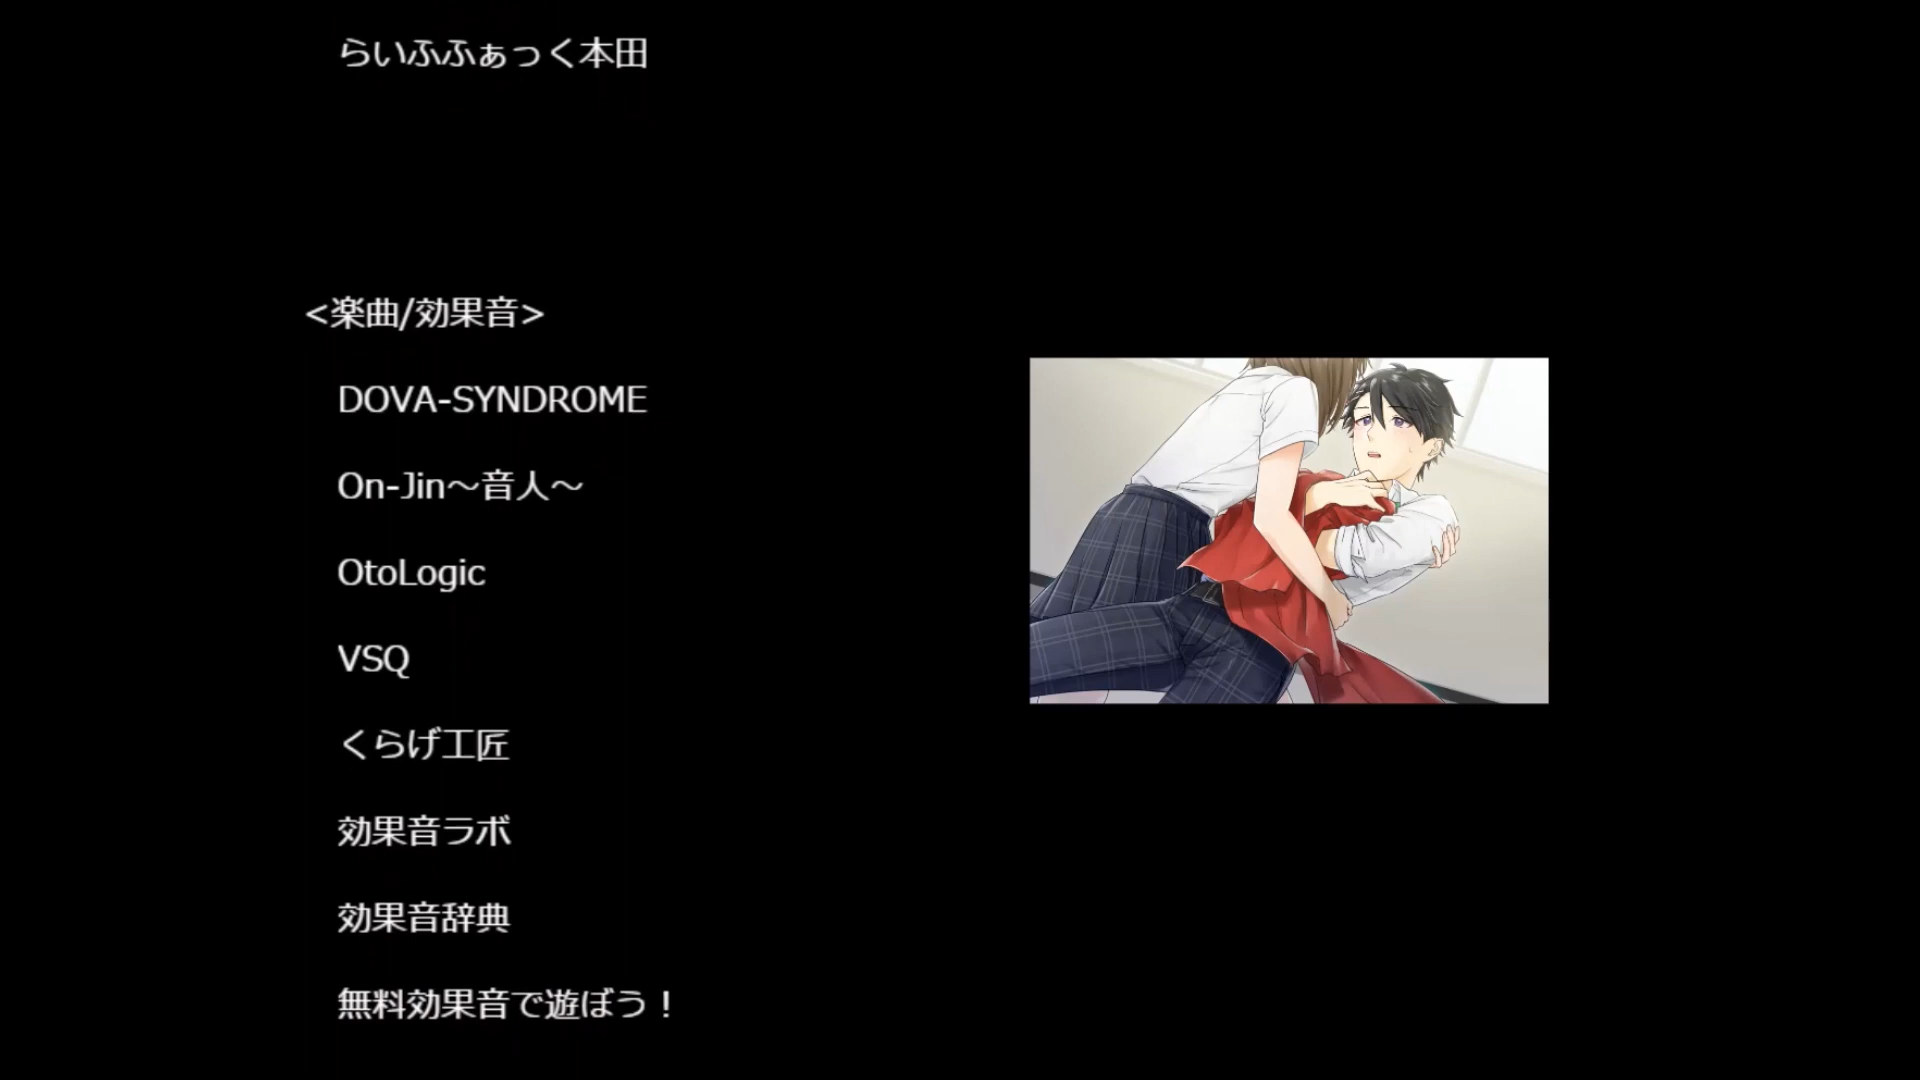 らいふふぁっく本田
<楽曲/効果音>
DOVA-SYNDROME
On-Jin～音人～
OtoLogic
VSQ
くらげ工匠
効果音ラボ
効果音辞典
無料効果音で遊ぼう！